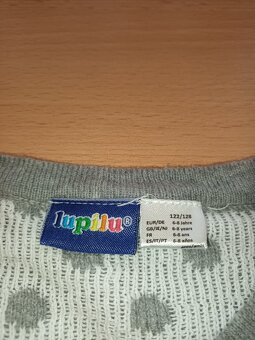 lupilu®
122/128
EUR/DE 6-8 Jahre
GB/IE/NI 6-8 years
FR 6-8 ans
ES/IT/PT 6-8 años